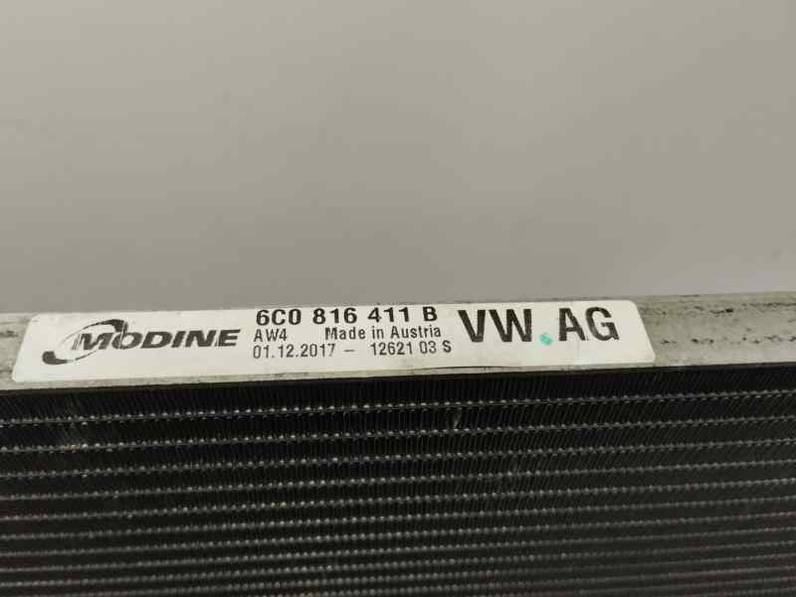 MODINE
6C0 816 411 B
AW4 Made in Austria
01.12.2017 - 12621 03 S
VW.AG